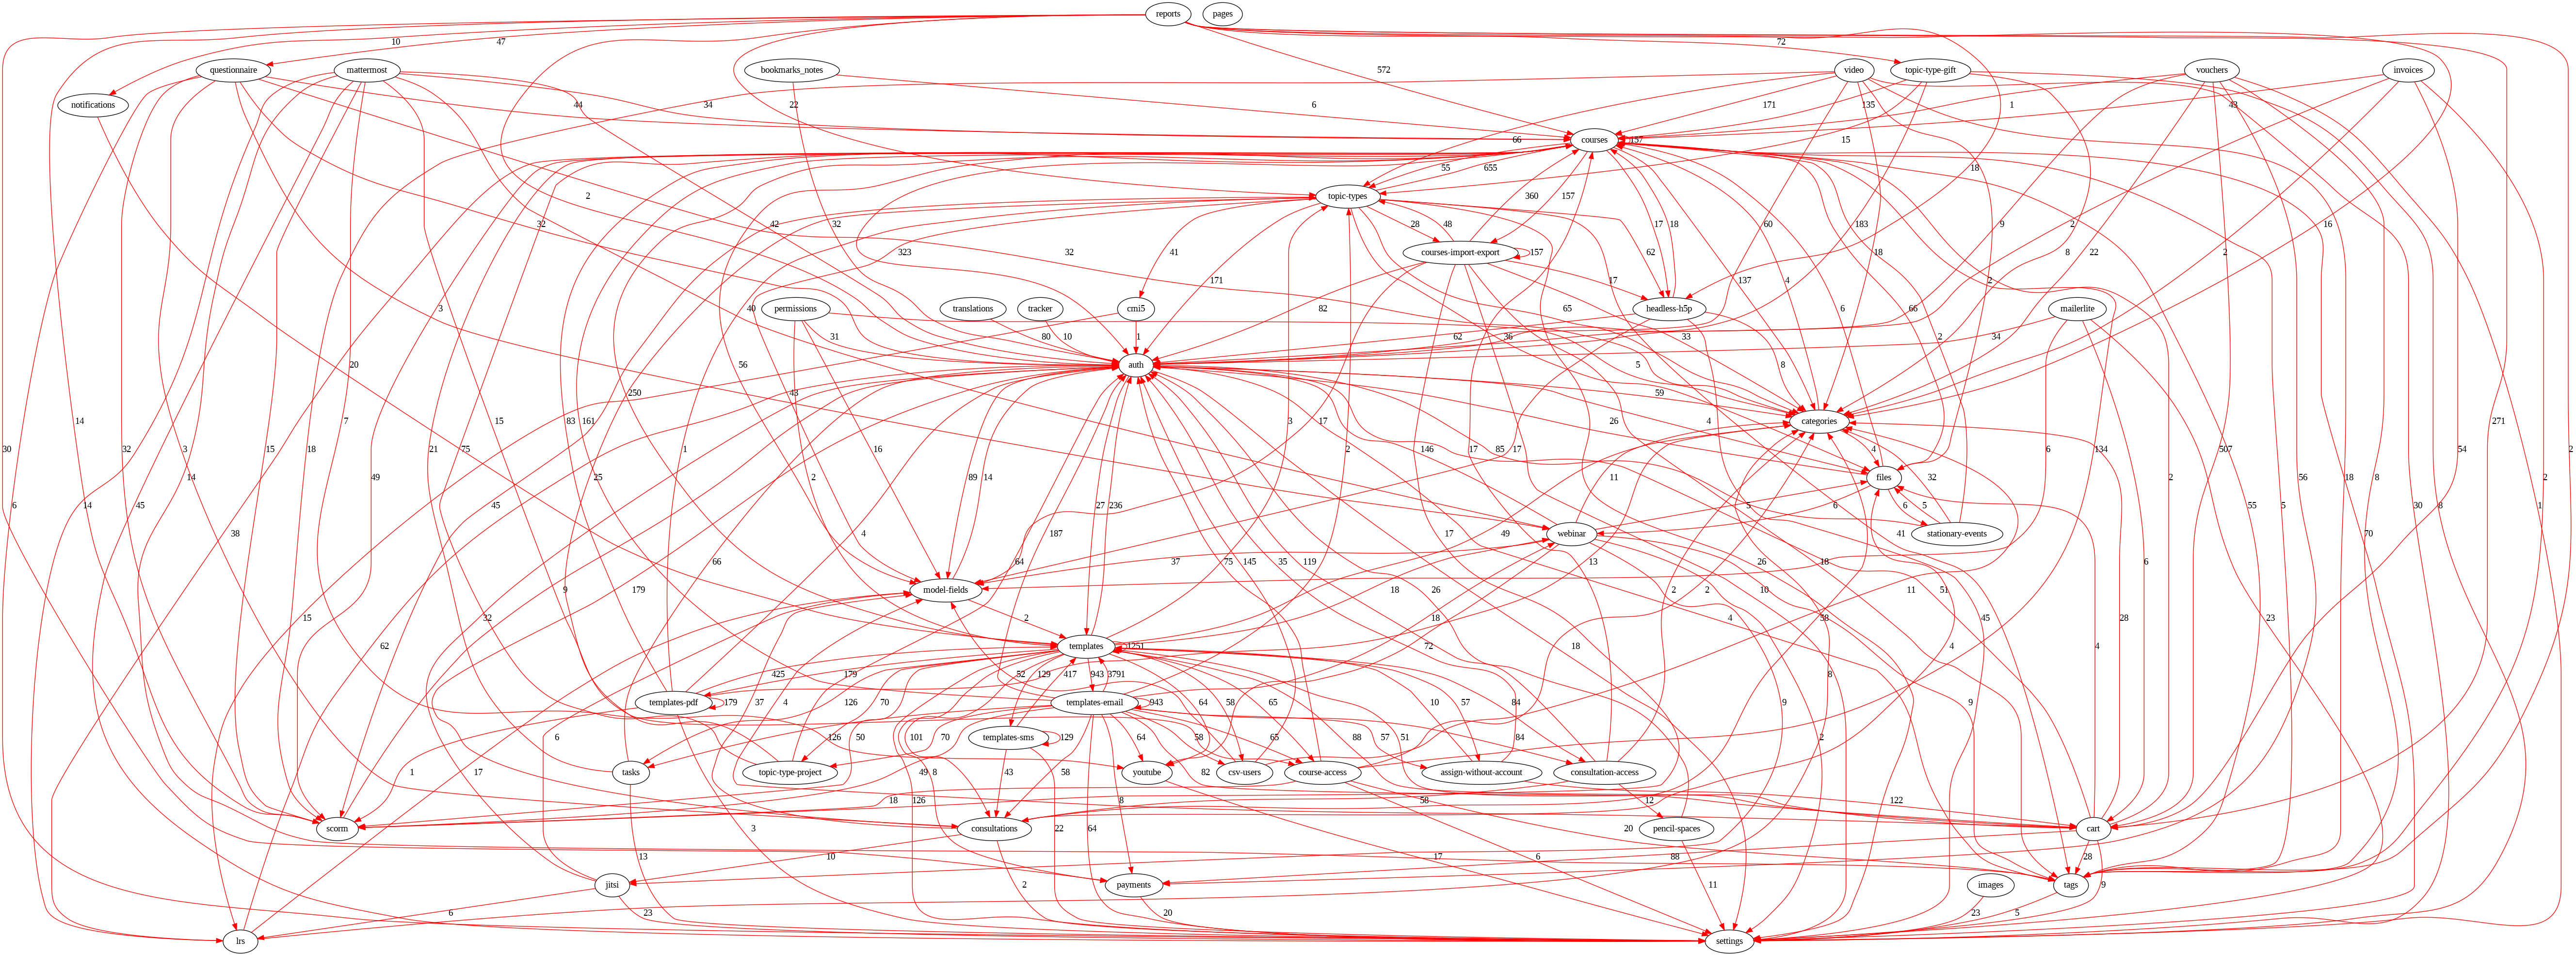 reports pages
10 47 72
questionnaire mattermost bookmarks_notes 572 video topic-type-gift vouchers invoices
notifications 44 34 22 6 171 135 1 43
66 courses 157 15
55 655 18
2 topic-types 360 157 17 18 60 183 9 2 16
32 42 32 28 48 8
32 323 41 courses-import-export 157 62 18 22 2
171 17 137 4 2
permissions translations tracker cmi5 82 65 headless-h5p 6 66 mailerlite
3 20 40 31 80 10 1 62 36 33 2 34
56 auth 5 8 6
43 59
30 14 32 3 7 15 83 161 250 3 17 26 4 categories 271
14 15 18 49 21 75 25 1 16 2 89 14 146 17 85 11 4 32 134 507 54 2
6 14 45 4 27 236 5 files 6 5 2 56 18 8 30 8 1 2
38 45 187 webinar 6 stationary-events 55 5 70
15 66 64 75 145 35 119 37 13 41
62 32 9 179 model-fields 18 26 2 2 10 11 51 28 23
2 18 58 45
templates 1251 72 18 4 9 4
425 179 52 129 417 943 3791
templates-pdf 179 templates-email 943 64 58 65 10 57 84 9 8
37 4 126 70
6 50 101 templates-sms 129 126 70 64 58 65 57 84 88 51 2
1 17 tasks topic-type-project 43 58 youtube csv-users course-access assign-without-account consultation-access
49 8 82
scorm 18 126 8 58 12 122
3 consultations 22 64 20 pencil-spaces cart
13 10 17 6 88 28
jitsi 2 payments 11 images tags 9
6 23 20 23 5
lrs settings